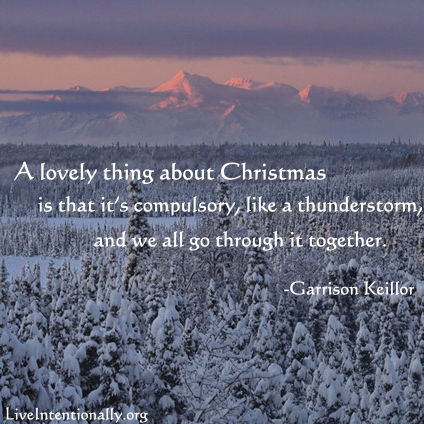 A lovely thing about Christmas
is that it's compulsory, like a thunderstorm,
and we all go through it together.
-Garrison Keillor
LiveIntentionally.org